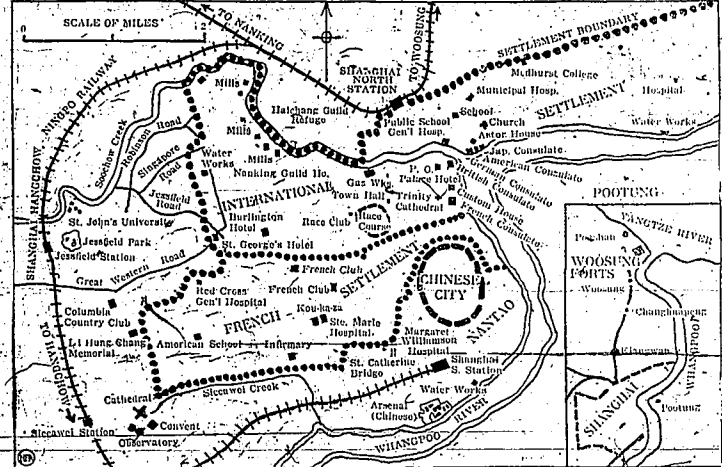 SCALE OF MILES
0
2
TO NANKING
TO WOOSUNG
SETTLEMENT BOUNDARY
SHANGHAI
NORTH
STATION
Medhurst College
Municipal Hosp.
SETTLEMENT
Hospital
School
Public School
Gen'l Hosp.
Church
Astor House
Water Works
Jap. Consulate
American Consulate
German Consulate
British Consulate
P. O.
Palace Hotel
Custom House
French Consulate
POOTUNG
SHANGHAI HANGCHOW NINGPO RAILWAY
Soochow Creek
Robinson Road
Singapore
Road
Jessfield
Road
Mills
Mills
Mills
Haichang Guild
Refuge
Water
Works
Nanking Guild Ho.
INTERNATIONAL
Gas Wks.
Town Hall
Trinity
Cathedral
Race Club
Race
Course
St. John's University
Jessfield Park
Jessfield Station
Burlington
Hotel
St. George's Hotel
Great Western Road
French Club
French Club
SETTLEMENT
CHINESE
CITY
NANTAO
Red Cross
Gen'l Hospital
Columbia
Country Club
Li Hung Chang
Memorial
FRENCH
Kou-ka-za
Ste. Marie
Hospital
American School
Infirmary
Margaret
Williamson
Hospital
St. Catherine
Bridge
Shanghai
S. Station
Water Works
Arsenal
(Chinese)
WHANGPOO RIVER
TO HANGCHOW
Cathedral
Siccawei Creek
Siccawei Station
Convent
Observatory
YANGTZE RIVER
WOOSUNG
FORTS
Woosung
Kiangwan
WHANGPOO R.
SHANGHAI
Pootung